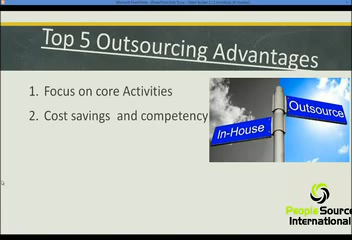 Top 5 Outsourcing Advantages
1. Focus on core Activities
2. Cost savings and competency
Outsource
In-House
PeopleSource
International